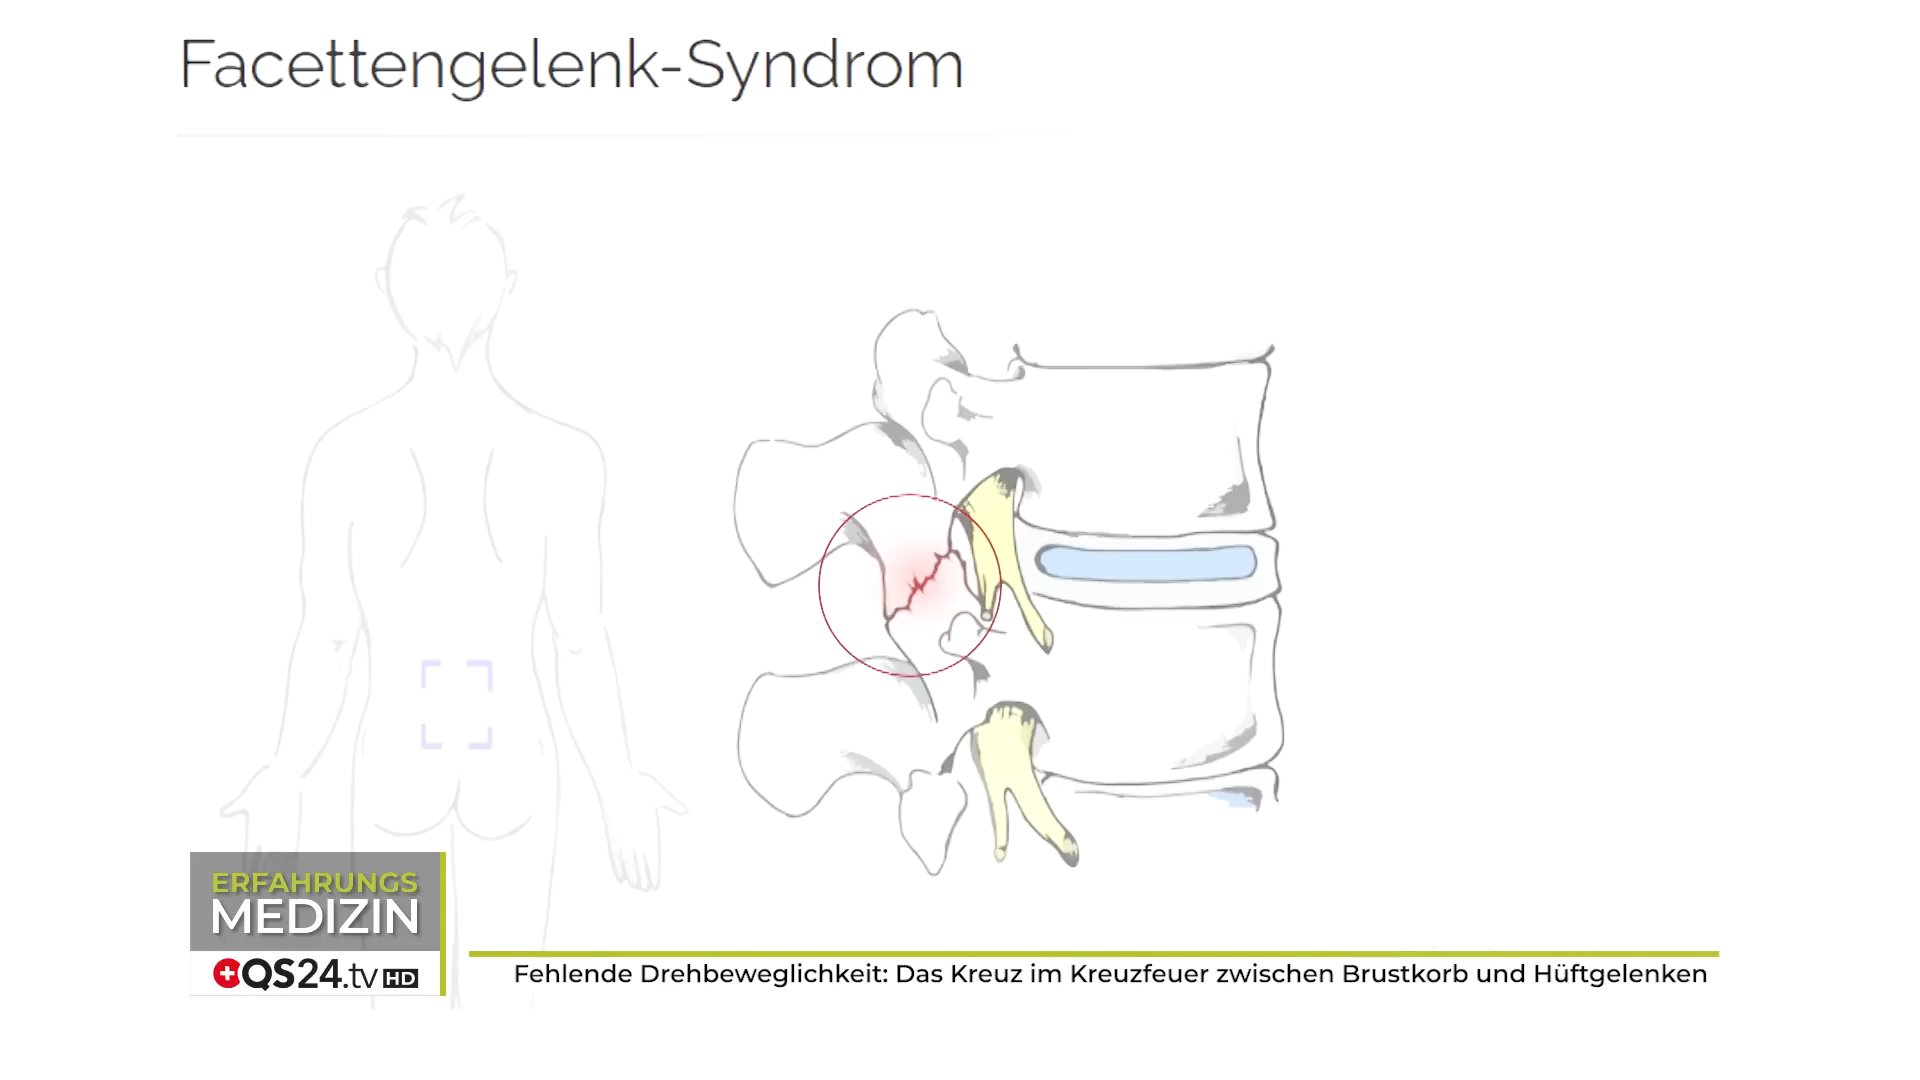 Facettengelenk-Syndrom
ERFAHRUNGS
MEDIZIN
QS24.tv HD
Fehlende Drehbeweglichkeit: Das Kreuz im Kreuzfeuer zwischen Brustkorb und Hüftgelenken